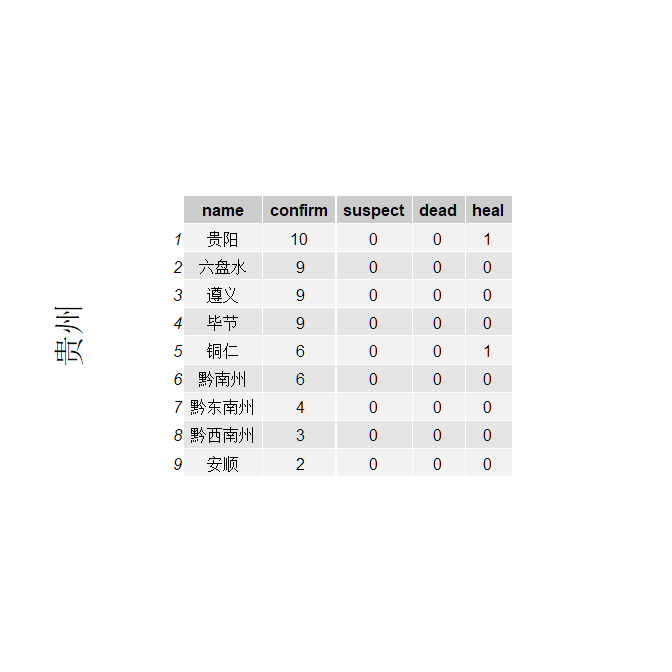 贵州
name confirm suspect dead heal
1 贵阳 10 0 0 1
2 六盘水 9 0 0 0
3 遵义 9 0 0 0
4 毕节 9 0 0 0
5 铜仁 6 0 0 1
6 黔南州 6 0 0 0
7 黔东南州 4 0 0 0
8 黔西南州 3 0 0 0
9 安顺 2 0 0 0